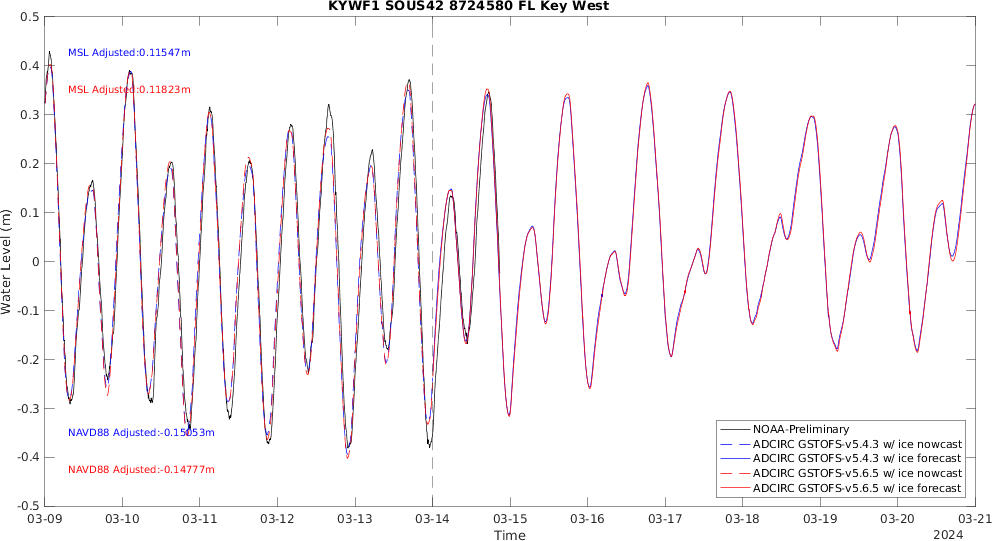 KYWF1 SOUS42 8724580 FL Key West
MSL Adjusted:0.11547m
MSL Adjusted:0.11823m
NAVD88 Adjusted:-0.15053m
NAVD88 Adjusted:-0.14777m
Water Level (m)
0.5
0.4
0.3
0.2
0.1
0
-0.1
-0.2
-0.3
-0.4
-0.5
NOAA-Preliminary
ADCIRC GSTOFS-v5.4.3 w/ ice nowcast
ADCIRC GSTOFS-v5.4.3 w/ ice forecast
ADCIRC GSTOFS-v5.6.5 w/ ice nowcast
ADCIRC GSTOFS-v5.6.5 w/ ice forecast
03-09 03-10 03-11 03-12 03-13 03-14 03-15 03-16 03-17 03-18 03-19 03-20 03-21
Time
2024